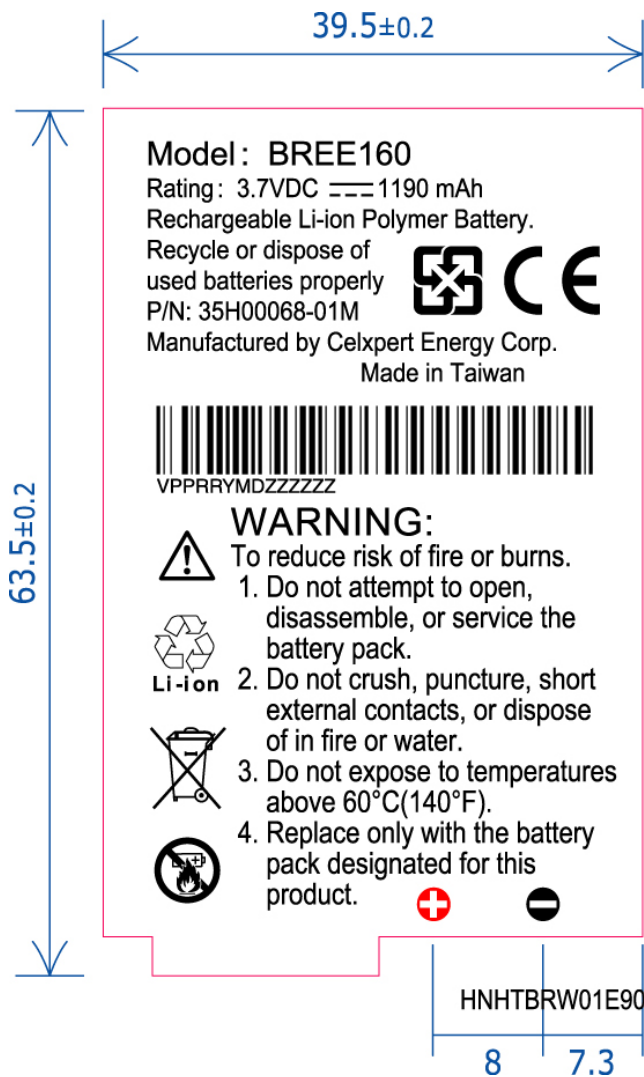 39.5±0.2
63.5±0.2
Model: BREE160
Rating: 3.7VDC 1190 mAh
Rechargeable Li-ion Polymer Battery.
Recycle or dispose of
used batteries properly
P/N: 35H00068-01M
Manufactured by Celxpert Energy Corp.
Made in Taiwan
CE
VPPRRYMDZZZZZZ
WARNING:
To reduce risk of fire or burns.
1. Do not attempt to open,
disassemble, or service the
battery pack.
Li-ion
2. Do not crush, puncture, short
external contacts, or dispose
of in fire or water.
3. Do not expose to temperatures
above 60°C(140°F).
4. Replace only with the battery
pack designated for this
product.
HNHTBRW01E90
8
7.3